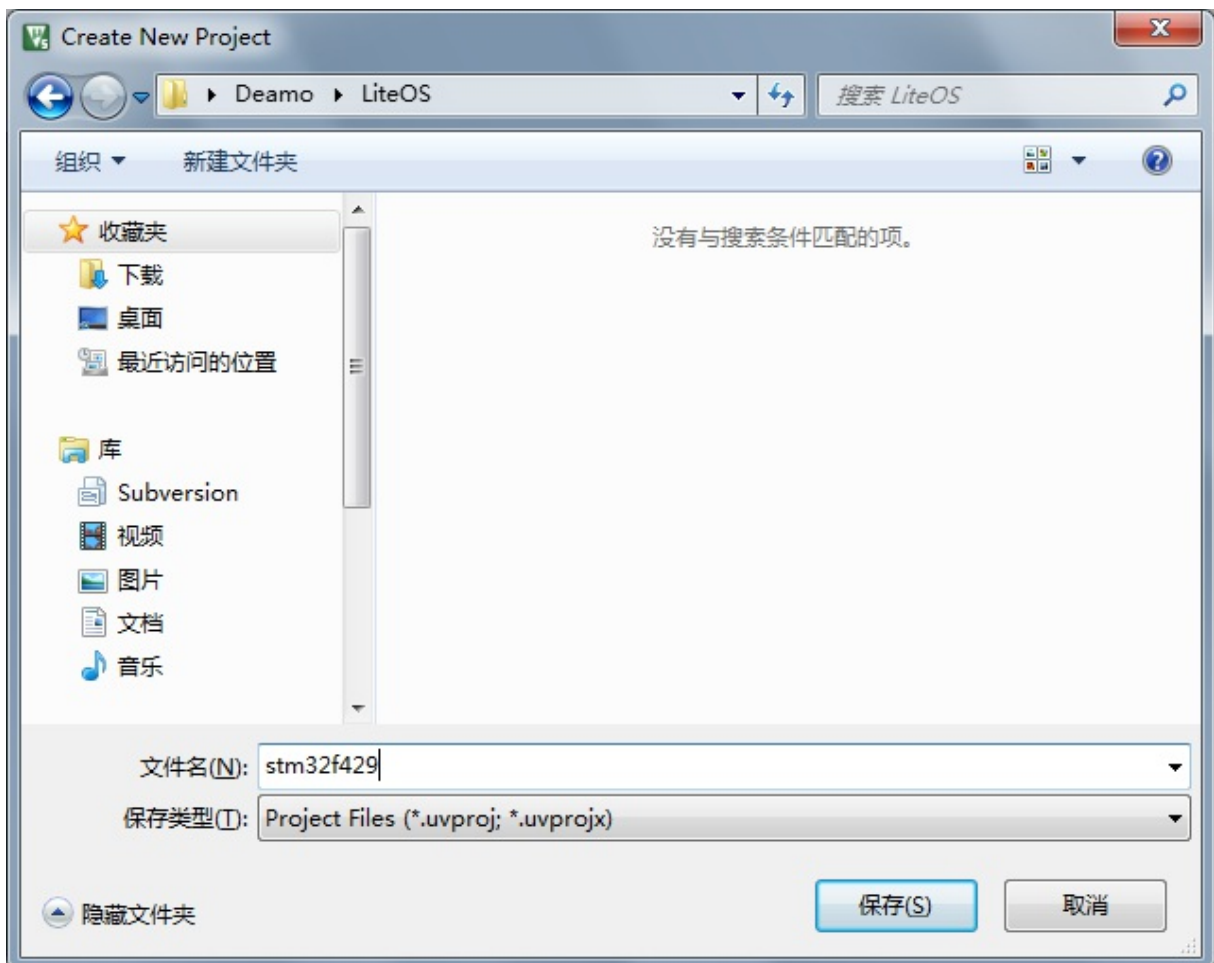 Create New Project
Deamo ▸ LiteOS
搜索 LiteOS
组织 新建文件夹
收藏夹
没有与搜索条件匹配的项。
下载
桌面
最近访问的位置
库
Subversion
视频
图片
文档
音乐
文件名(N): stm32f429
保存类型(T): Project Files (*.uvproj; *.uvprojx)
隐藏文件夹 保存(S) 取消